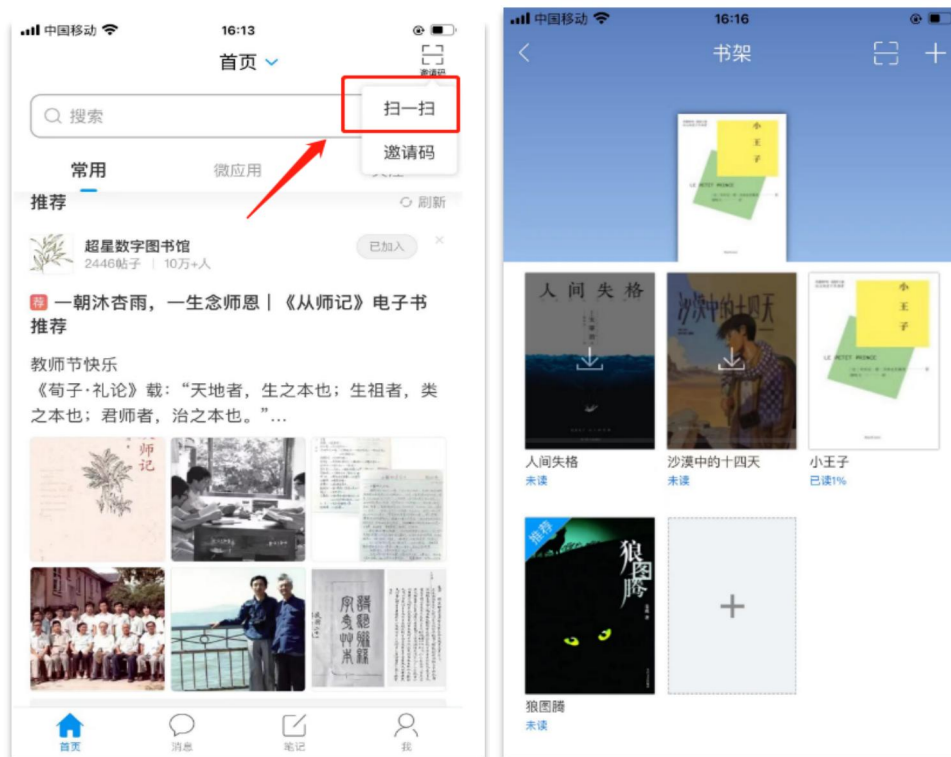 中国移动
16:13
首页
邀请码
搜索
扫一扫
邀请码
常用
微应用
推荐
刷新
超星数字图书馆
2446帖子 | 10万+人
已加入
荐 一朝沐杏雨，一生念师恩 | 《从师记》电子书
推荐
教师节快乐
《荀子·礼论》载：“天地者，生之本也；生祖者，类
之本也；君师者，治之本也。”...
师
记
首页
消息
笔记
我
中国移动
16:16
书架
小王子
LE PETIT PRINCE
人间失格
沙漠中的十四天
小王子
LE PETIT PRINCE
人间失格
未读
沙漠中的十四天
未读
小王子
已读1%
推荐
狼图腾
狼图腾
未读